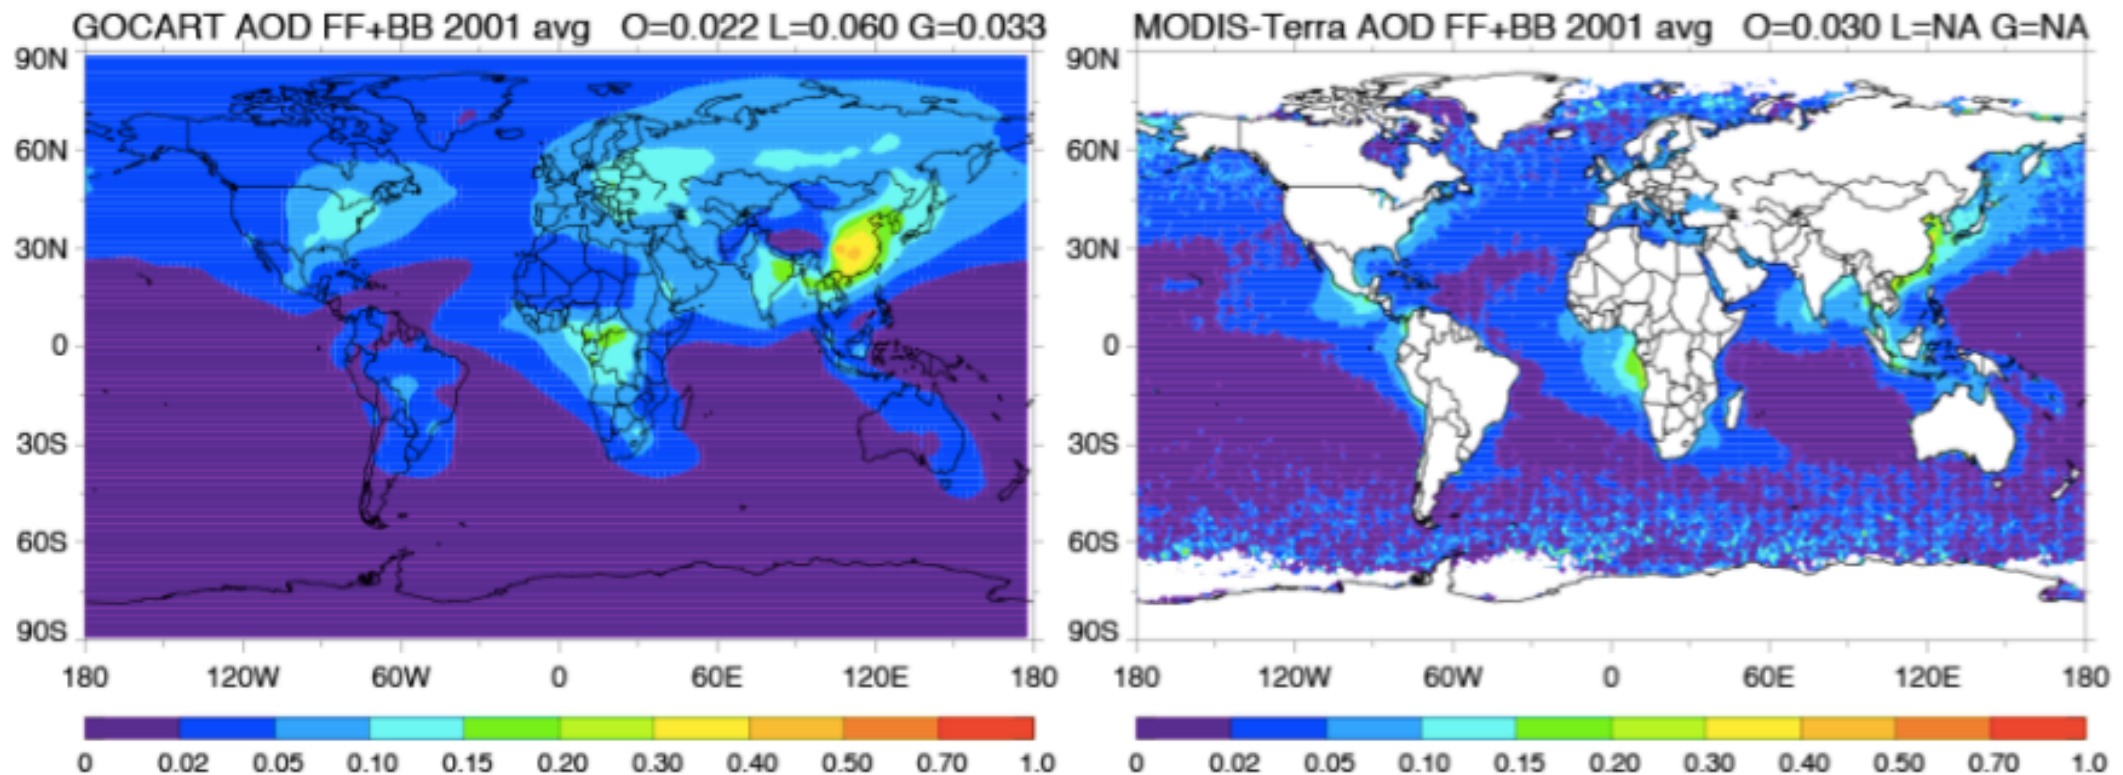 GOCART AOD FF+BB 2001 avg O=0.022 L=0.060 G=0.033
90N
60N
30N
0
30S
60S
90S
180 120W 60W 0 60E 120E 180
0 0.02 0.05 0.10 0.15 0.20 0.30 0.40 0.50 0.70 1.0
MODIS-Terra AOD FF+BB 2001 avg O=0.030 L=NA G=NA
90N
60N
30N
0
30S
60S
90S
180 120W 60W 0 60E 120E 180
0 0.02 0.05 0.10 0.15 0.20 0.30 0.40 0.50 0.70 1.0